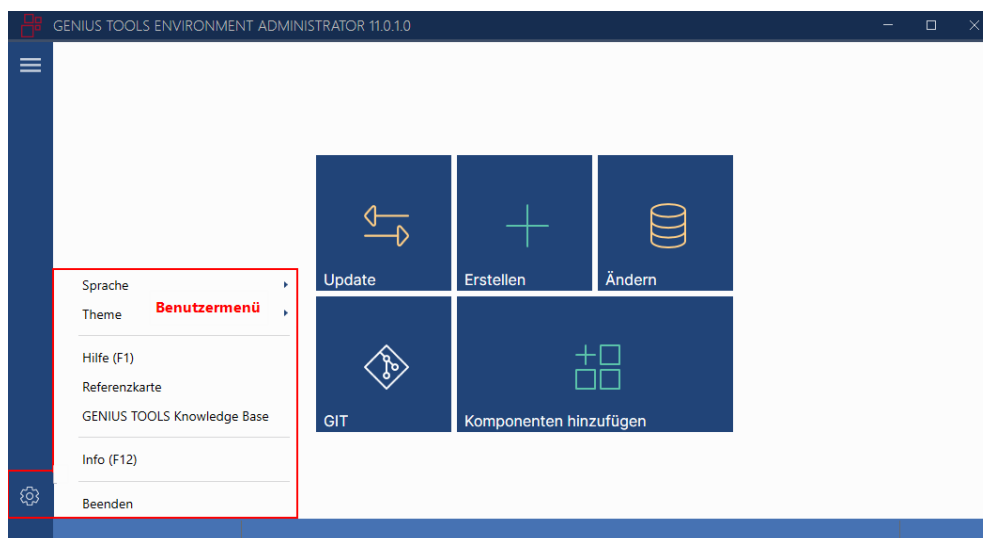 GENIUS TOOLS ENVIRONMENT ADMINISTRATOR 11.0.1.0
Update
Erstellen
Ändern
Sprache
Benutzermenü
Theme
Hilfe (F1)
Referenzkarte
GENIUS TOOLS Knowledge Base
GIT
Komponenten hinzufügen
Info (F12)
Beenden